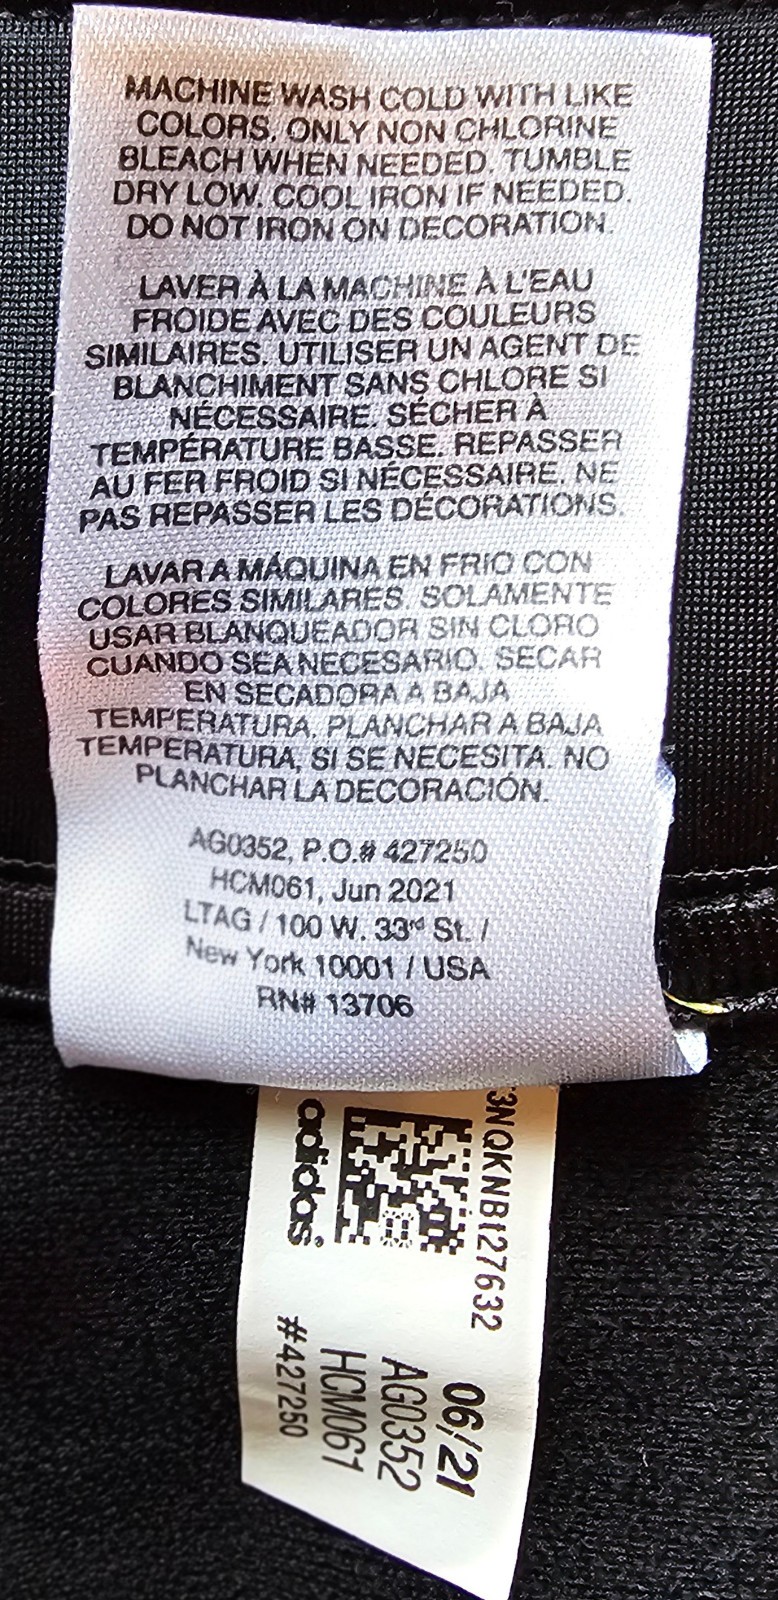 MACHINE WASH COLD WITH LIKE
COLORS. ONLY NON CHLORINE
BLEACH WHEN NEEDED. TUMBLE
DRY LOW. COOL IRON IF NEEDED.
DO NOT IRON ON DECORATION.
LAVER À LA MACHINE À L'EAU
FROIDE AVEC DES COULEURS
SIMILAIRES. UTILISER UN AGENT DE
BLANCHIMENT SANS CHLORE SI
NÉCESSAIRE. SÉCHER À
TEMPÉRATURE BASSE. REPASSER
AU FER FROID SI NÉCESSAIRE. NE
PAS REPASSER LES DÉCORATIONS.
LAVAR A MÁQUINA EN FRIO CON
COLORES SIMILARES. SOLAMENTE
USAR BLANQUEADOR SIN CLORO
CUANDO SEA NECESARIO. SECAR
EN SECADORA A BAJA
TEMPERATURA. PLANCHAR A BAJA
TEMPERATURA, SI SE NECESITA. NO
PLANCHAR LA DECORACIÓN.
AG0352, P.O.# 427250
HCM061, Jun 2021
LTAG / 100 W. 33rd St. /
New York 10001 / USA
RN# 13706
3NQKNBt27632
adidas
06/21
AG0352
HCM061
#427250